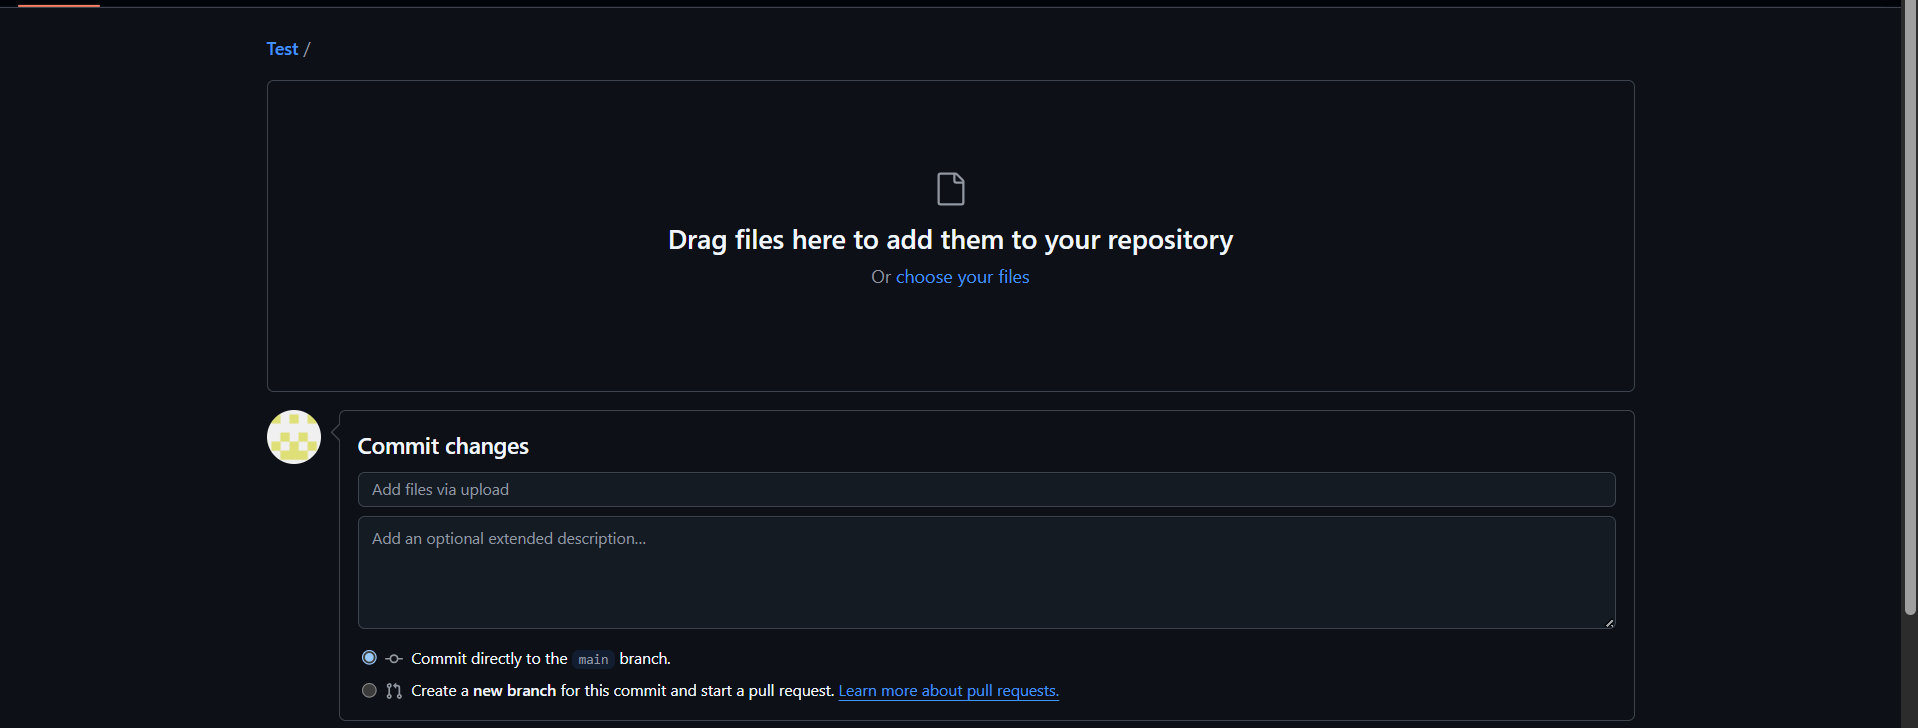 Test /
Drag files here to add them to your repository
Or choose your files
Commit changes
Add files via upload
Add an optional extended description...
Commit directly to the main branch.
Create a new branch for this commit and start a pull request. Learn more about pull requests.